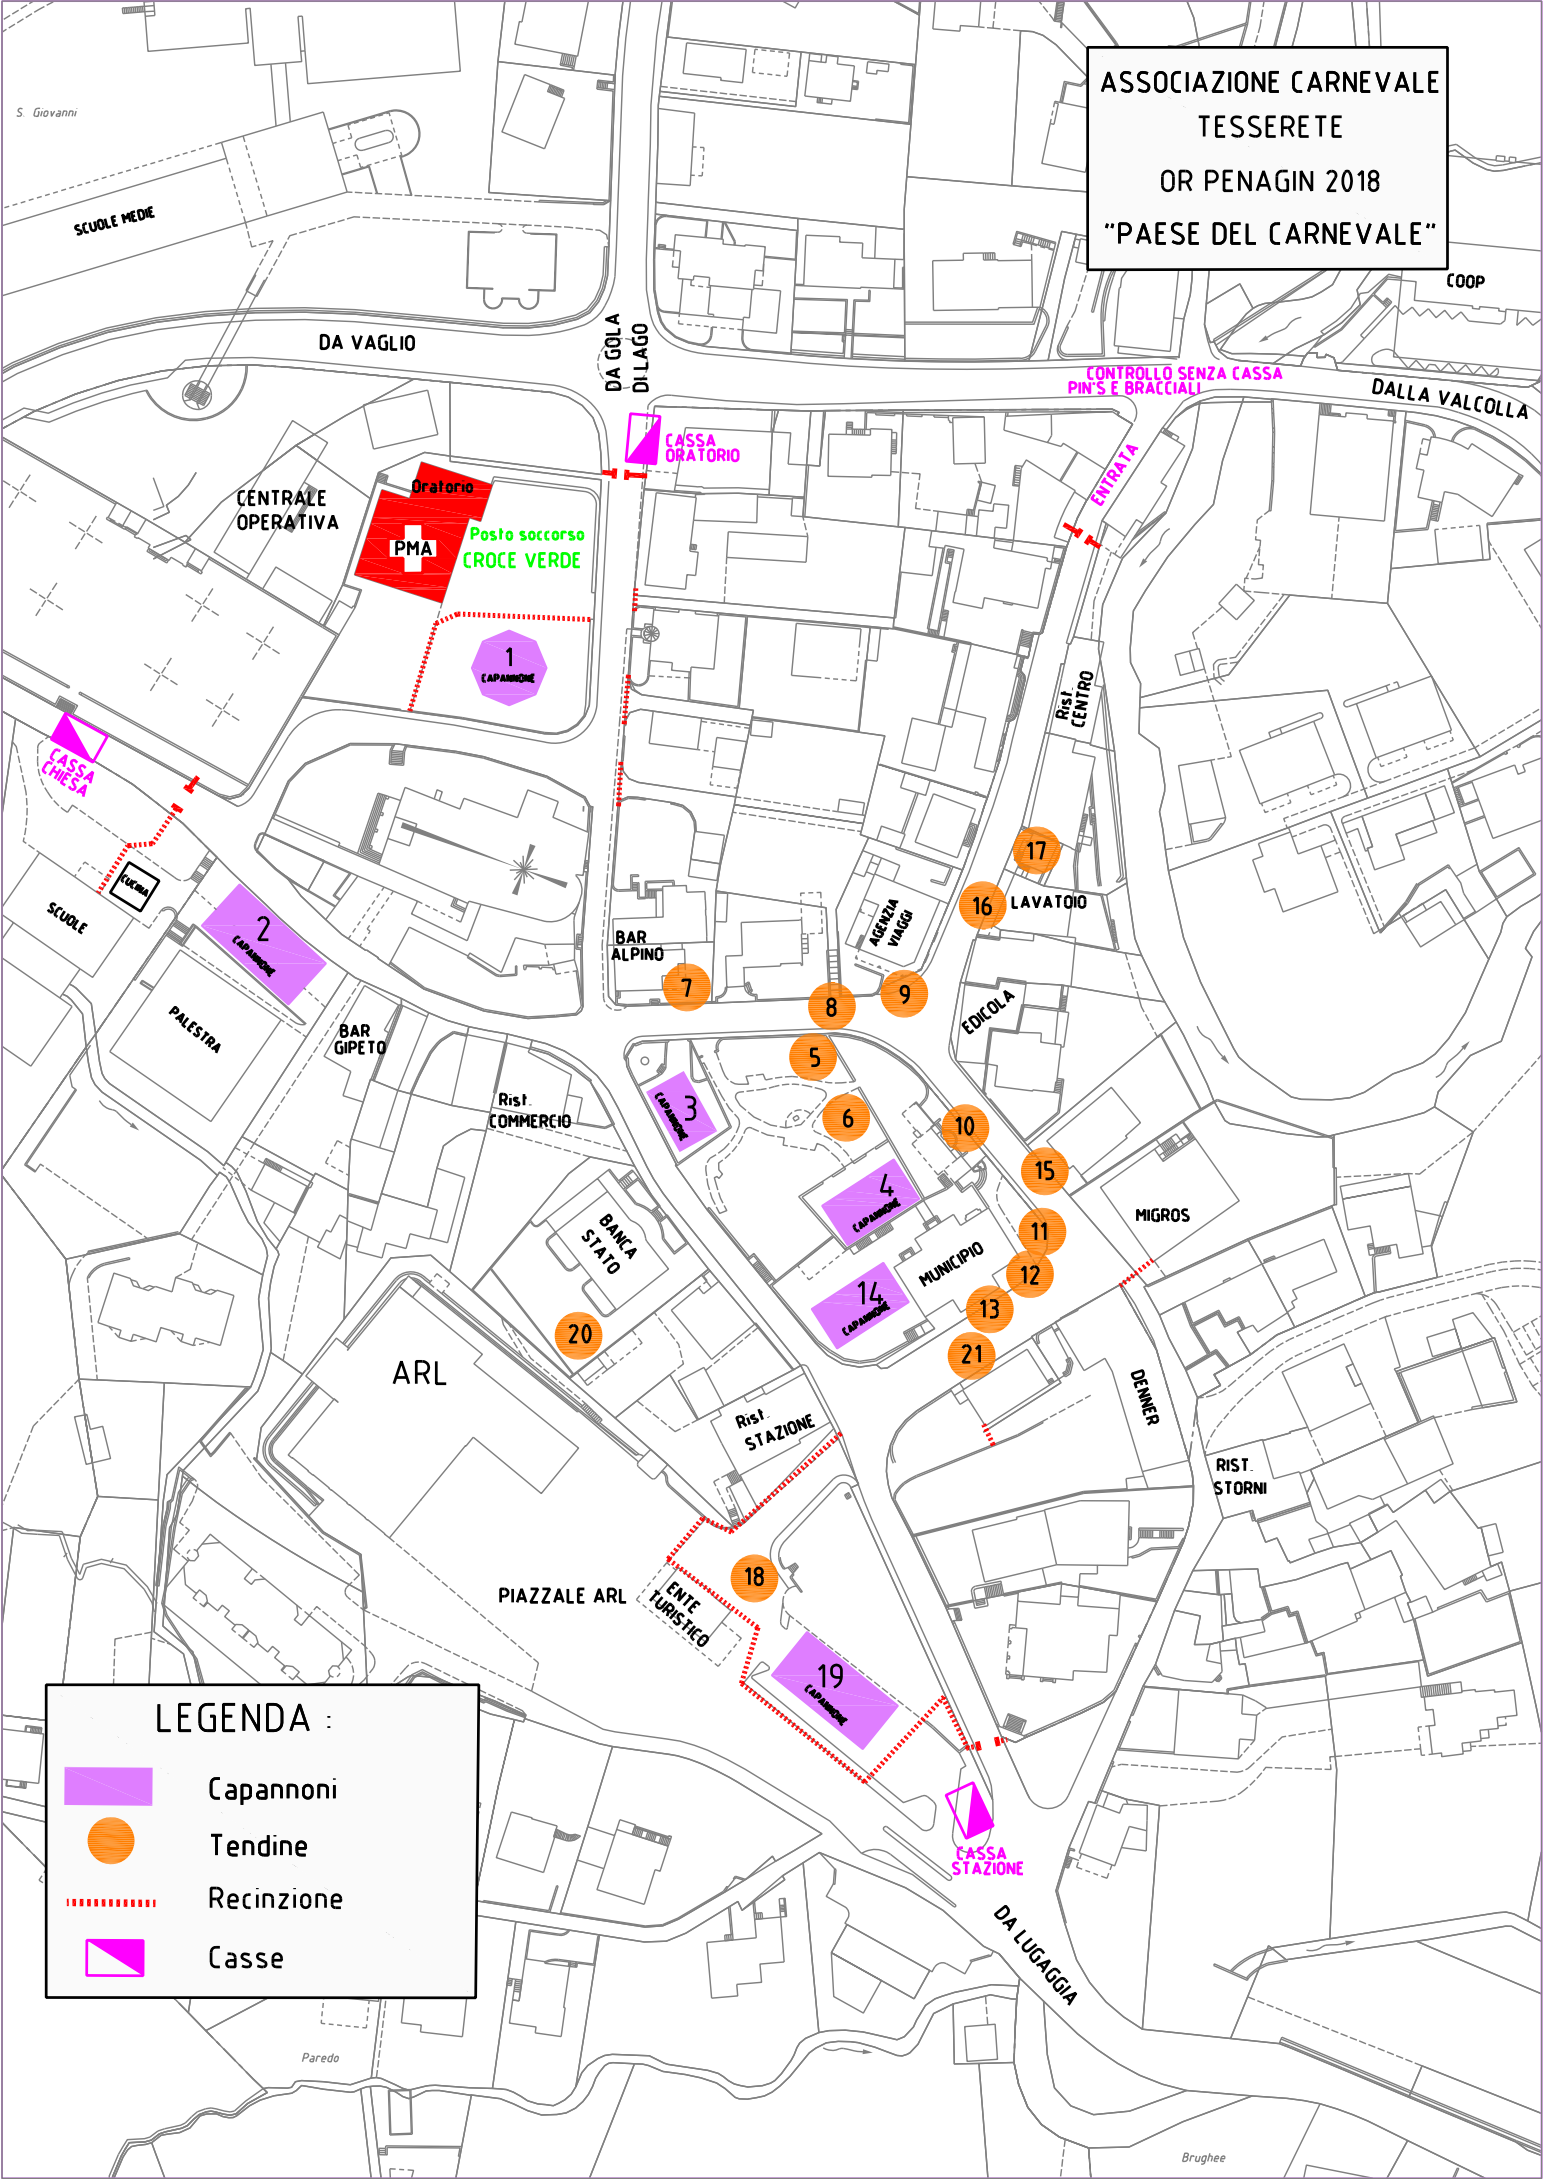 ASSOCIAZIONE CARNEVALE
TESSERETE
OR PENAGIN 2018
"PAESE DEL CARNEVALE"
S. Giovanni
SCUOLE MEDIE
COOP
DA VAGLIO
DA GOLA
DI LAGO
CONTROLLO SENZA CASSA
PIN'S E BRACCIALI
DALLA VALCOLLA
CASSA
ORATORIO
ENTRATA
CENTRALE
OPERATIVA
Oratorio
PMA
Posto soccorso
CROCE VERDE
1
CAPANNONE
Rist.
CENTRO
CASSA
CHIESA
CUCINA
SCUOLE
2
CAPANNONE
17
16
LAVATOIO
AGENZIA
VIAGGI
BAR
ALPINO
7
8
9
EDICOLA
PALESTRA
BAR
GIPETO
5
3
CAPANNONE
6
Rist.
COMMERCIO
10
15
4
CAPANNONE
MIGROS
BANCA
STATO
11
MUNICIPIO
12
14
CAPANNONE
13
20
21
ARL
DENNER
Rist.
STAZIONE
RIST.
STORNI
18
PIAZZALE ARL
ENTE
TURISTICO
19
CAPANNONE
LEGENDA :
Capannoni
Tendine
Recinzione
Casse
CASSA
STAZIONE
DA LUGAGGIA
Paredo
Brughee